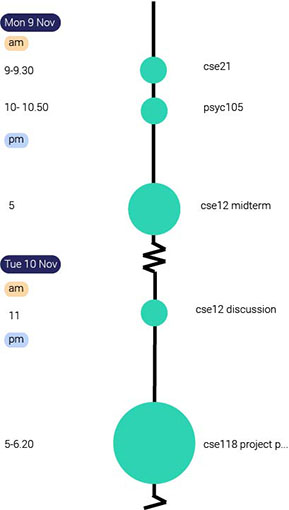 Mon 9 Nov
am
9-9.30 cse21
10- 10.50 psyc105
pm
5 cse12 midterm
Tue 10 Nov
am
11 cse12 discussion
pm
5-6.20 cse118 project p...